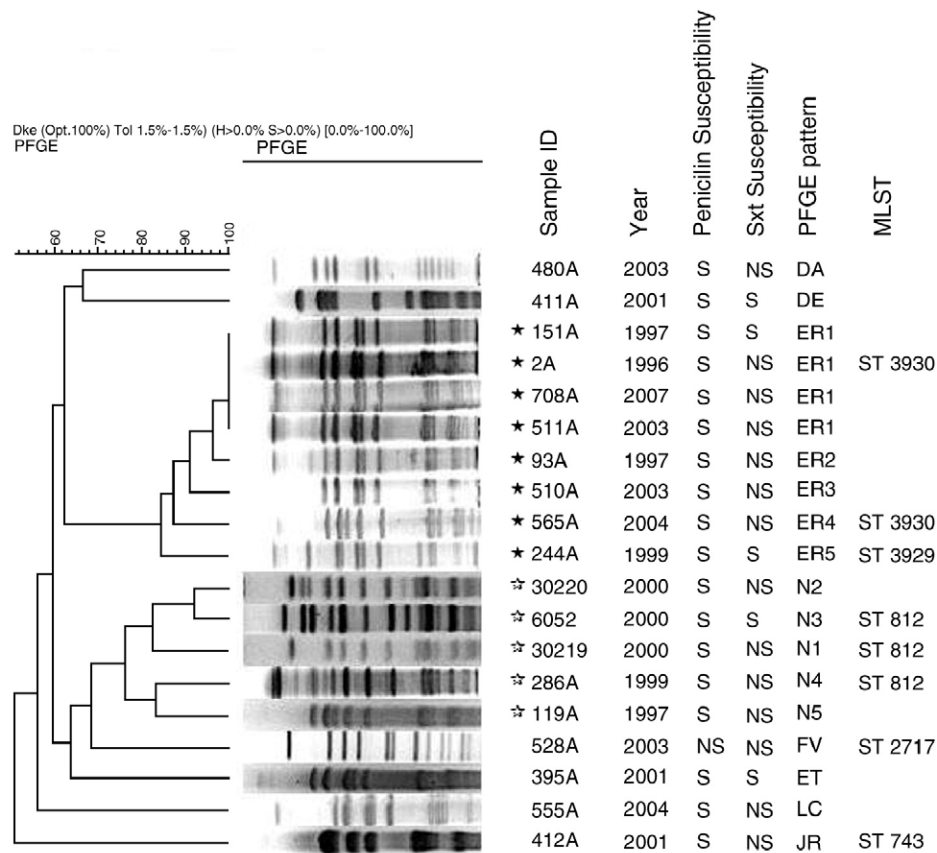 Dke (Opt.100%) Tol 1.5%-1.5%) (H>0.0% S>0.0%) [0.0%-100.0%]
PFGE PFGE
Sample ID Year Penicilin Susceptibility Sxt Susceptibility PFGE pattern MLST
60 70 80 90 100
480A 2003 S NS DA
411A 2001 S S DE
★ 151A 1997 S S ER1
★ 2A 1996 S NS ER1 ST 3930
★ 708A 2007 S NS ER1
★ 511A 2003 S NS ER1
★ 93A 1997 S NS ER2
★ 510A 2003 S NS ER3
★ 565A 2004 S NS ER4 ST 3930
★ 244A 1999 S S ER5 ST 3929
☆ 30220 2000 S NS N2
☆ 6052 2000 S S N3 ST 812
☆ 30219 2000 S NS N1 ST 812
☆ 286A 1999 S NS N4 ST 812
☆ 119A 1997 S NS N5
528A 2003 NS NS FV ST 2717
395A 2001 S S ET
555A 2004 S NS LC
412A 2001 S NS JR ST 743